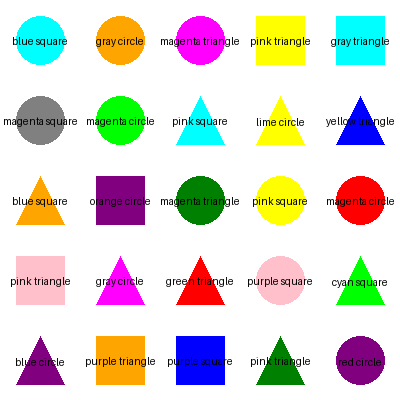 blue square gray circle magenta triangle pink triangle gray triangle
magenta square magenta circle pink square lime circle yellow triangle
blue square orange circle magenta triangle pink square magenta circle
pink triangle gray circle green triangle purple square cyan square
blue circle purple triangle purple square pink triangle red circle